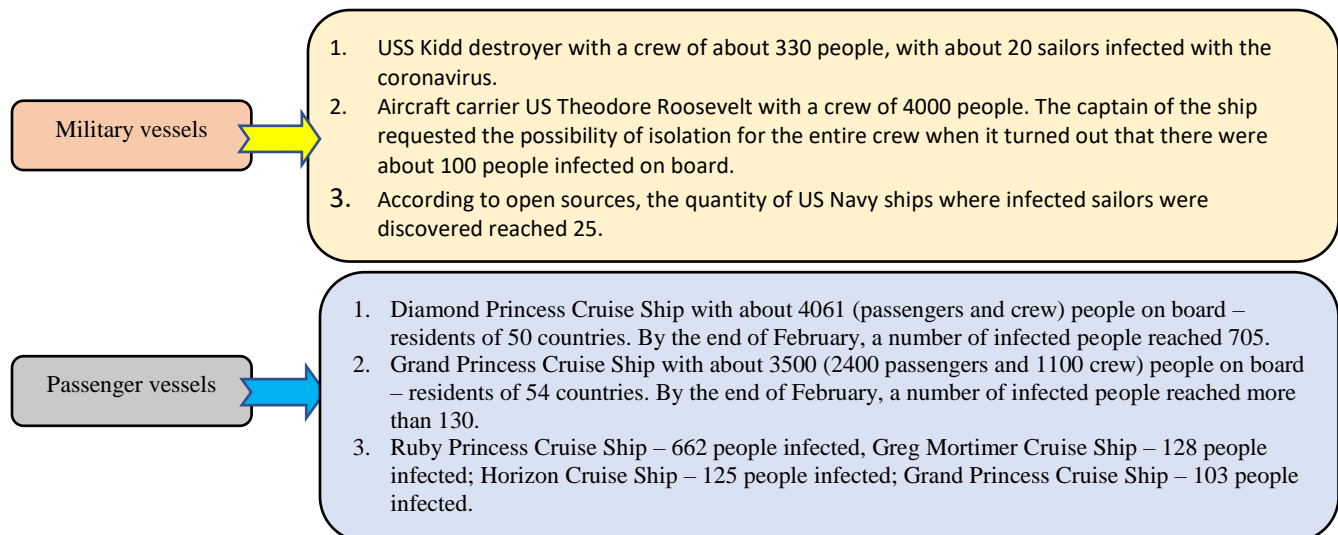 Military vessels
1. USS Kidd destroyer with a crew of about 330 people, with about 20 sailors infected with the
coronavirus.
2. Aircraft carrier US Theodore Roosevelt with a crew of 4000 people. The captain of the ship
requested the possibility of isolation for the entire crew when it turned out that there were
about 100 people infected on board.
3. According to open sources, the quantity of US Navy ships where infected sailors were
discovered reached 25.
Passenger vessels
1. Diamond Princess Cruise Ship with about 4061 (passengers and crew) people on board –
residents of 50 countries. By the end of February, a number of infected people reached 705.
2. Grand Princess Cruise Ship with about 3500 (2400 passengers and 1100 crew) people on board
– residents of 54 countries. By the end of February, a number of infected people reached more
than 130.
3. Ruby Princess Cruise Ship – 662 people infected, Greg Mortimer Cruise Ship – 128 people
infected; Horizon Cruise Ship – 125 people infected; Grand Princess Cruise Ship – 103 people
infected.